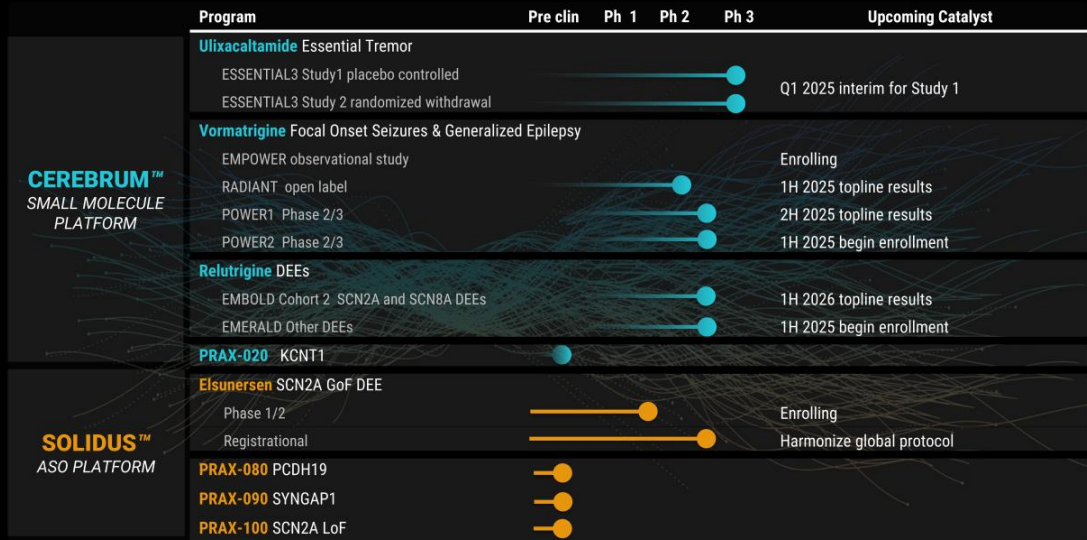 Program Pre clin Ph 1 Ph 2 Ph 3 Upcoming Catalyst
CEREBRUM™
SMALL MOLECULE
PLATFORM
Ulixacaltamide Essential Tremor
ESSENTIAL3 Study1 placebo controlled
ESSENTIAL3 Study 2 randomized withdrawal
Q1 2025 interim for Study 1
Vormatrigine Focal Onset Seizures & Generalized Epilepsy
EMPOWER observational study Enrolling
RADIANT open label 1H 2025 topline results
POWER1 Phase 2/3 2H 2025 topline results
POWER2 Phase 2/3 1H 2025 begin enrollment
Relutrigine DEEs
EMBOLD Cohort 2 SCN2A and SCN8A DEEs 1H 2026 topline results
EMERALD Other DEEs 1H 2025 begin enrollment
PRAX-020 KCNT1
SOLIDUS™
ASO PLATFORM
Elsunersen SCN2A GoF DEE
Phase 1/2 Enrolling
Registrational Harmonize global protocol
PRAX-080 PCDH19
PRAX-090 SYNGAP1
PRAX-100 SCN2A LoF